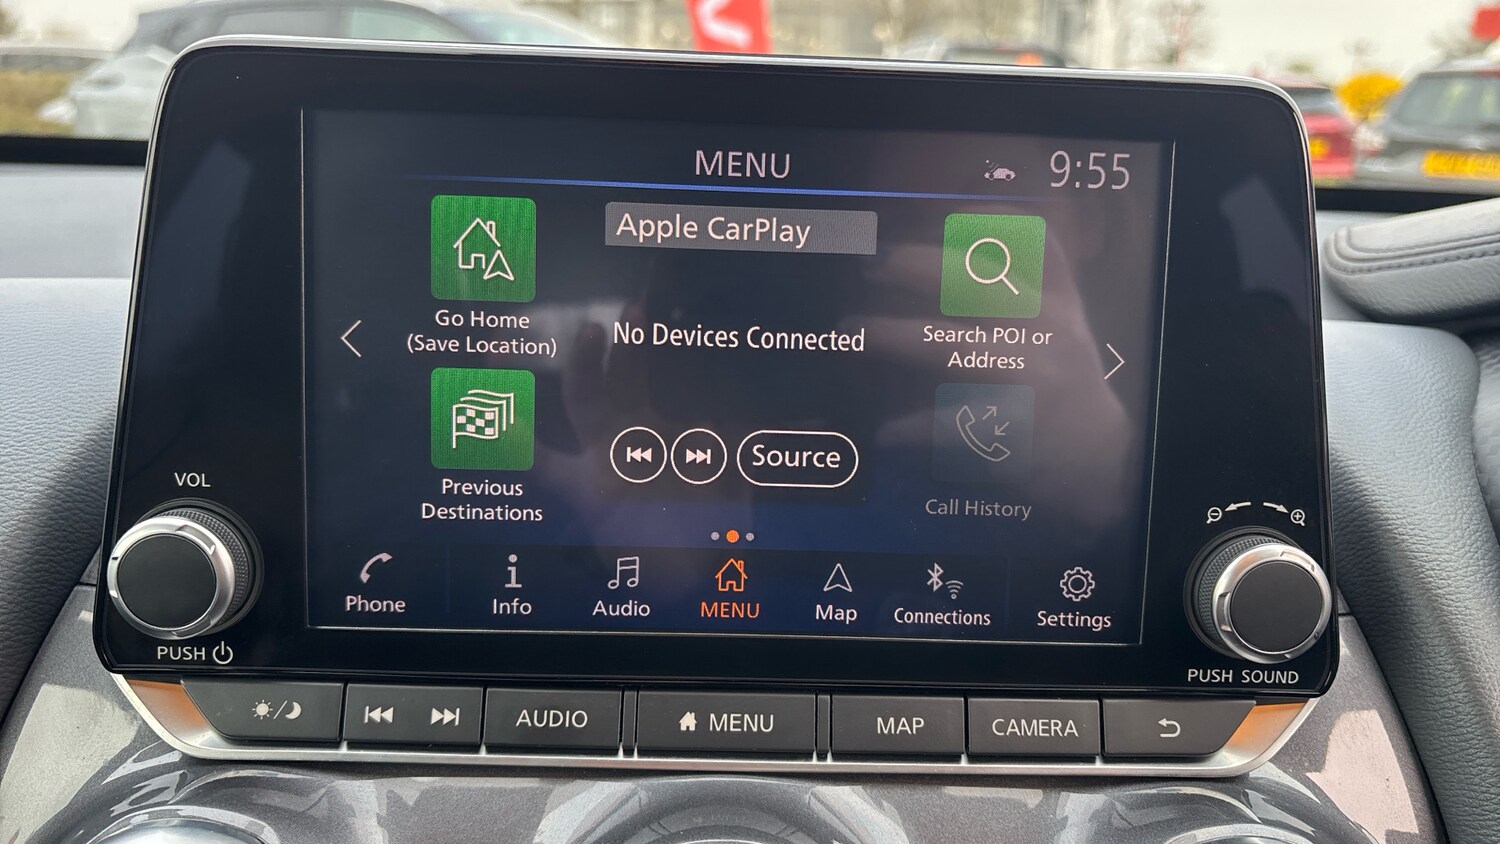 MENU
9:55
Apple CarPlay
Go Home
(Save Location)
No Devices Connected
Search POI or
Address
Previous
Destinations
Source
Call History
Phone
Info
Audio
MENU
Map
Connections
Settings
VOL
PUSH
PUSH SOUND
AUDIO
MENU
MAP
CAMERA